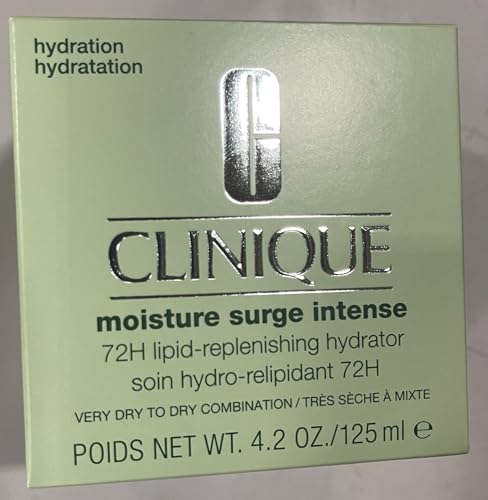 hydration
hydratation
CLINIQUE
moisture surge intense
72H lipid-replenishing hydrator
soin hydro-relipidant 72H
VERY DRY TO DRY COMBINATION / TRÈS SÈCHE À MIXTE
POIDS NET WT. 4.2 OZ./125 ml ℮